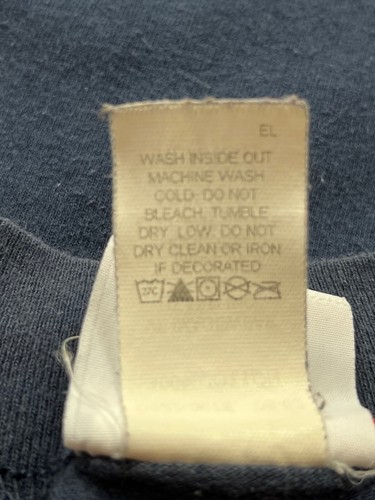 EL
WASH INSIDE OUT
MACHINE WASH
COLD, DO NOT
BLEACH, TUMBLE
DRY LOW, DO NOT
DRY CLEAN OR IRON
IF DECORATED